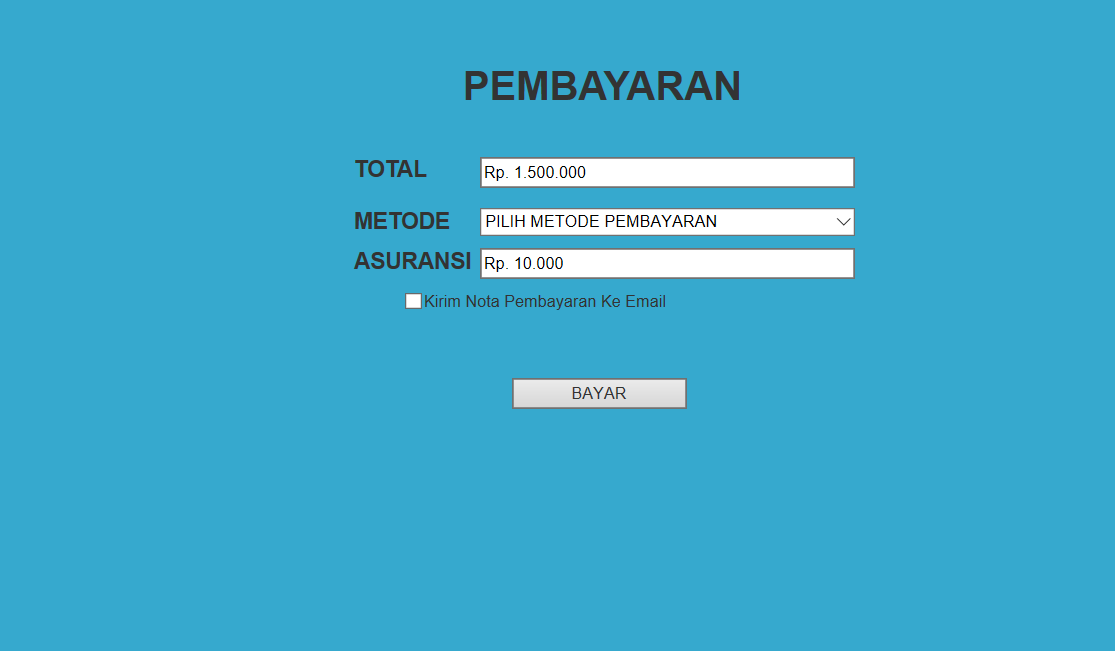 PEMBAYARAN
TOTAL Rp. 1.500.000
METODE PILIH METODE PEMBAYARAN
ASURANSI Rp. 10.000
Kirim Nota Pembayaran Ke Email
BAYAR